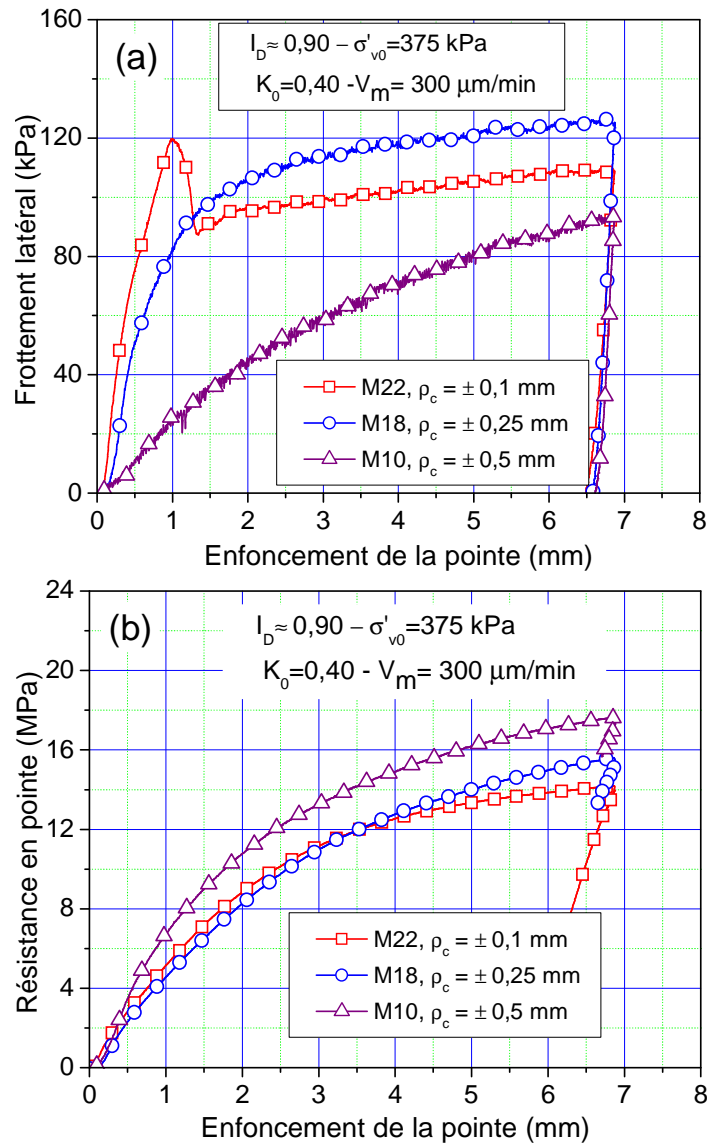 (a)
I_D≈ 0,90 – σ'_v0=375 kPa
K_0=0,40 -V_m= 300 μm/min
Frottement latéral (kPa)
160
120
80
40
0
M22, ρ_c = ± 0,1 mm
M18, ρ_c = ± 0,25 mm
M10, ρ_c = ± 0,5 mm
0 1 2 3 4 5 6 7 8
Enfoncement de la pointe (mm)
(b)
I_D≈ 0,90 – σ'_v0=375 kPa
K_0=0,40 - V_m= 300 μm/min
Résistance en pointe (MPa)
24
20
16
12
8
4
0
M22, ρ_c = ± 0,1 mm
M18, ρ_c = ± 0,25 mm
M10, ρ_c = ± 0,5 mm
0 1 2 3 4 5 6 7 8
Enfoncement de la pointe (mm)